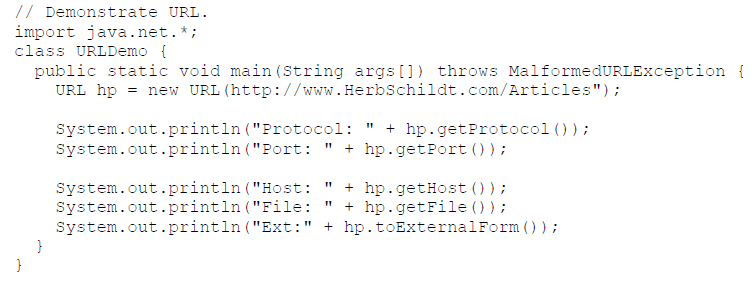 // Demonstrate URL.
import java.net.*;
class URLDemo {
  public static void main(String args[]) throws MalformedURLException {
    URL hp = new URL(http://www.HerbSchildt.com/Articles");

    System.out.println("Protocol: " + hp.getProtocol());
    System.out.println("Port: " + hp.getPort());

    System.out.println("Host: " + hp.getHost());
    System.out.println("File: " + hp.getFile());
    System.out.println("Ext:" + hp.toExternalForm());
  }
}